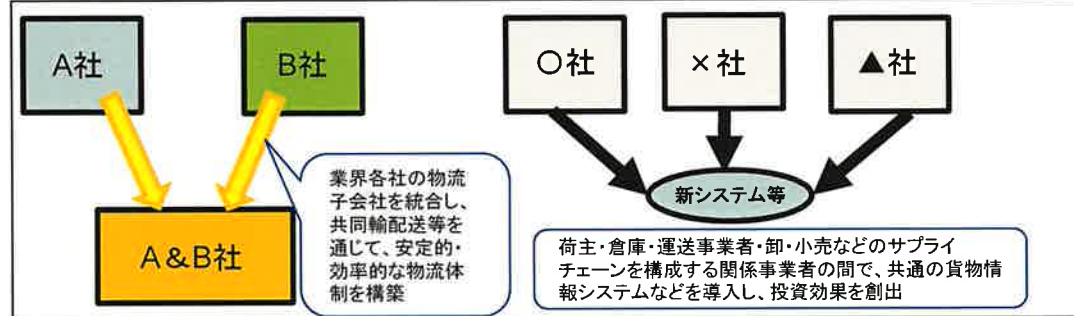 A社
B社
業界各社の物流
子会社を統合し、
共同輸配送等を
通じて、安定的・
効率的な物流体
制を構築
A&B社
○社
×社
▲社
新システム等
荷主・倉庫・運送事業者・卸・小売などのサプライ
チェーンを構成する関係事業者の間で、共通の貨物情
報システムなどを導入し、投資効果を創出